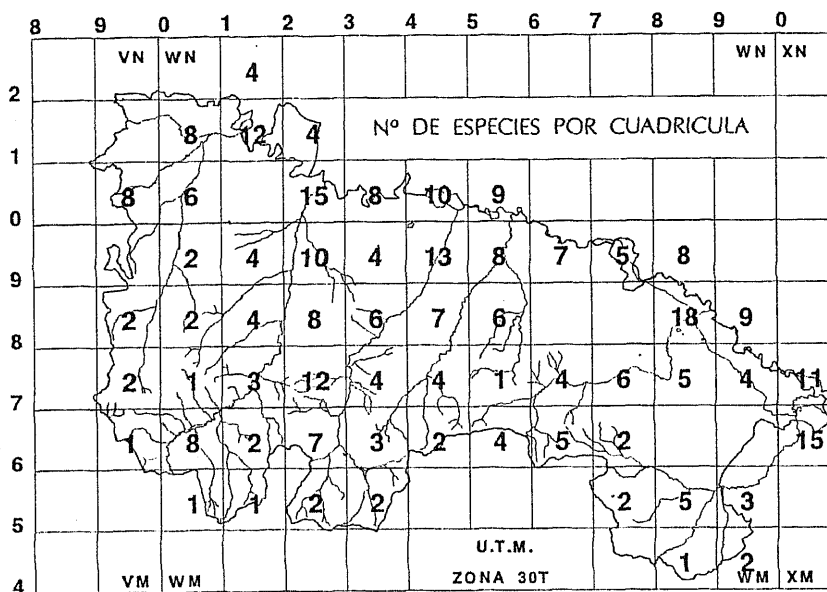 8 9 0 1 2 3 4 5 6 7 8 9 0
VN WN WN XN
4
2
Nº DE ESPECIES POR CUADRICULA
8 12 4
1
8 6 15 8 10 9
0
2 4 10 4 13 8 7 5 8
9
2 2 4 8 6 7 6 18 9
8
2 1 3 12 4 4 1 4 6 5 4 11
7
1 8 2 7 3 2 4 5 2 15
6
1 1 2 2 2 5 3
5
U.T.M.
1 2
4 VM WM ZONA 30T WM XM